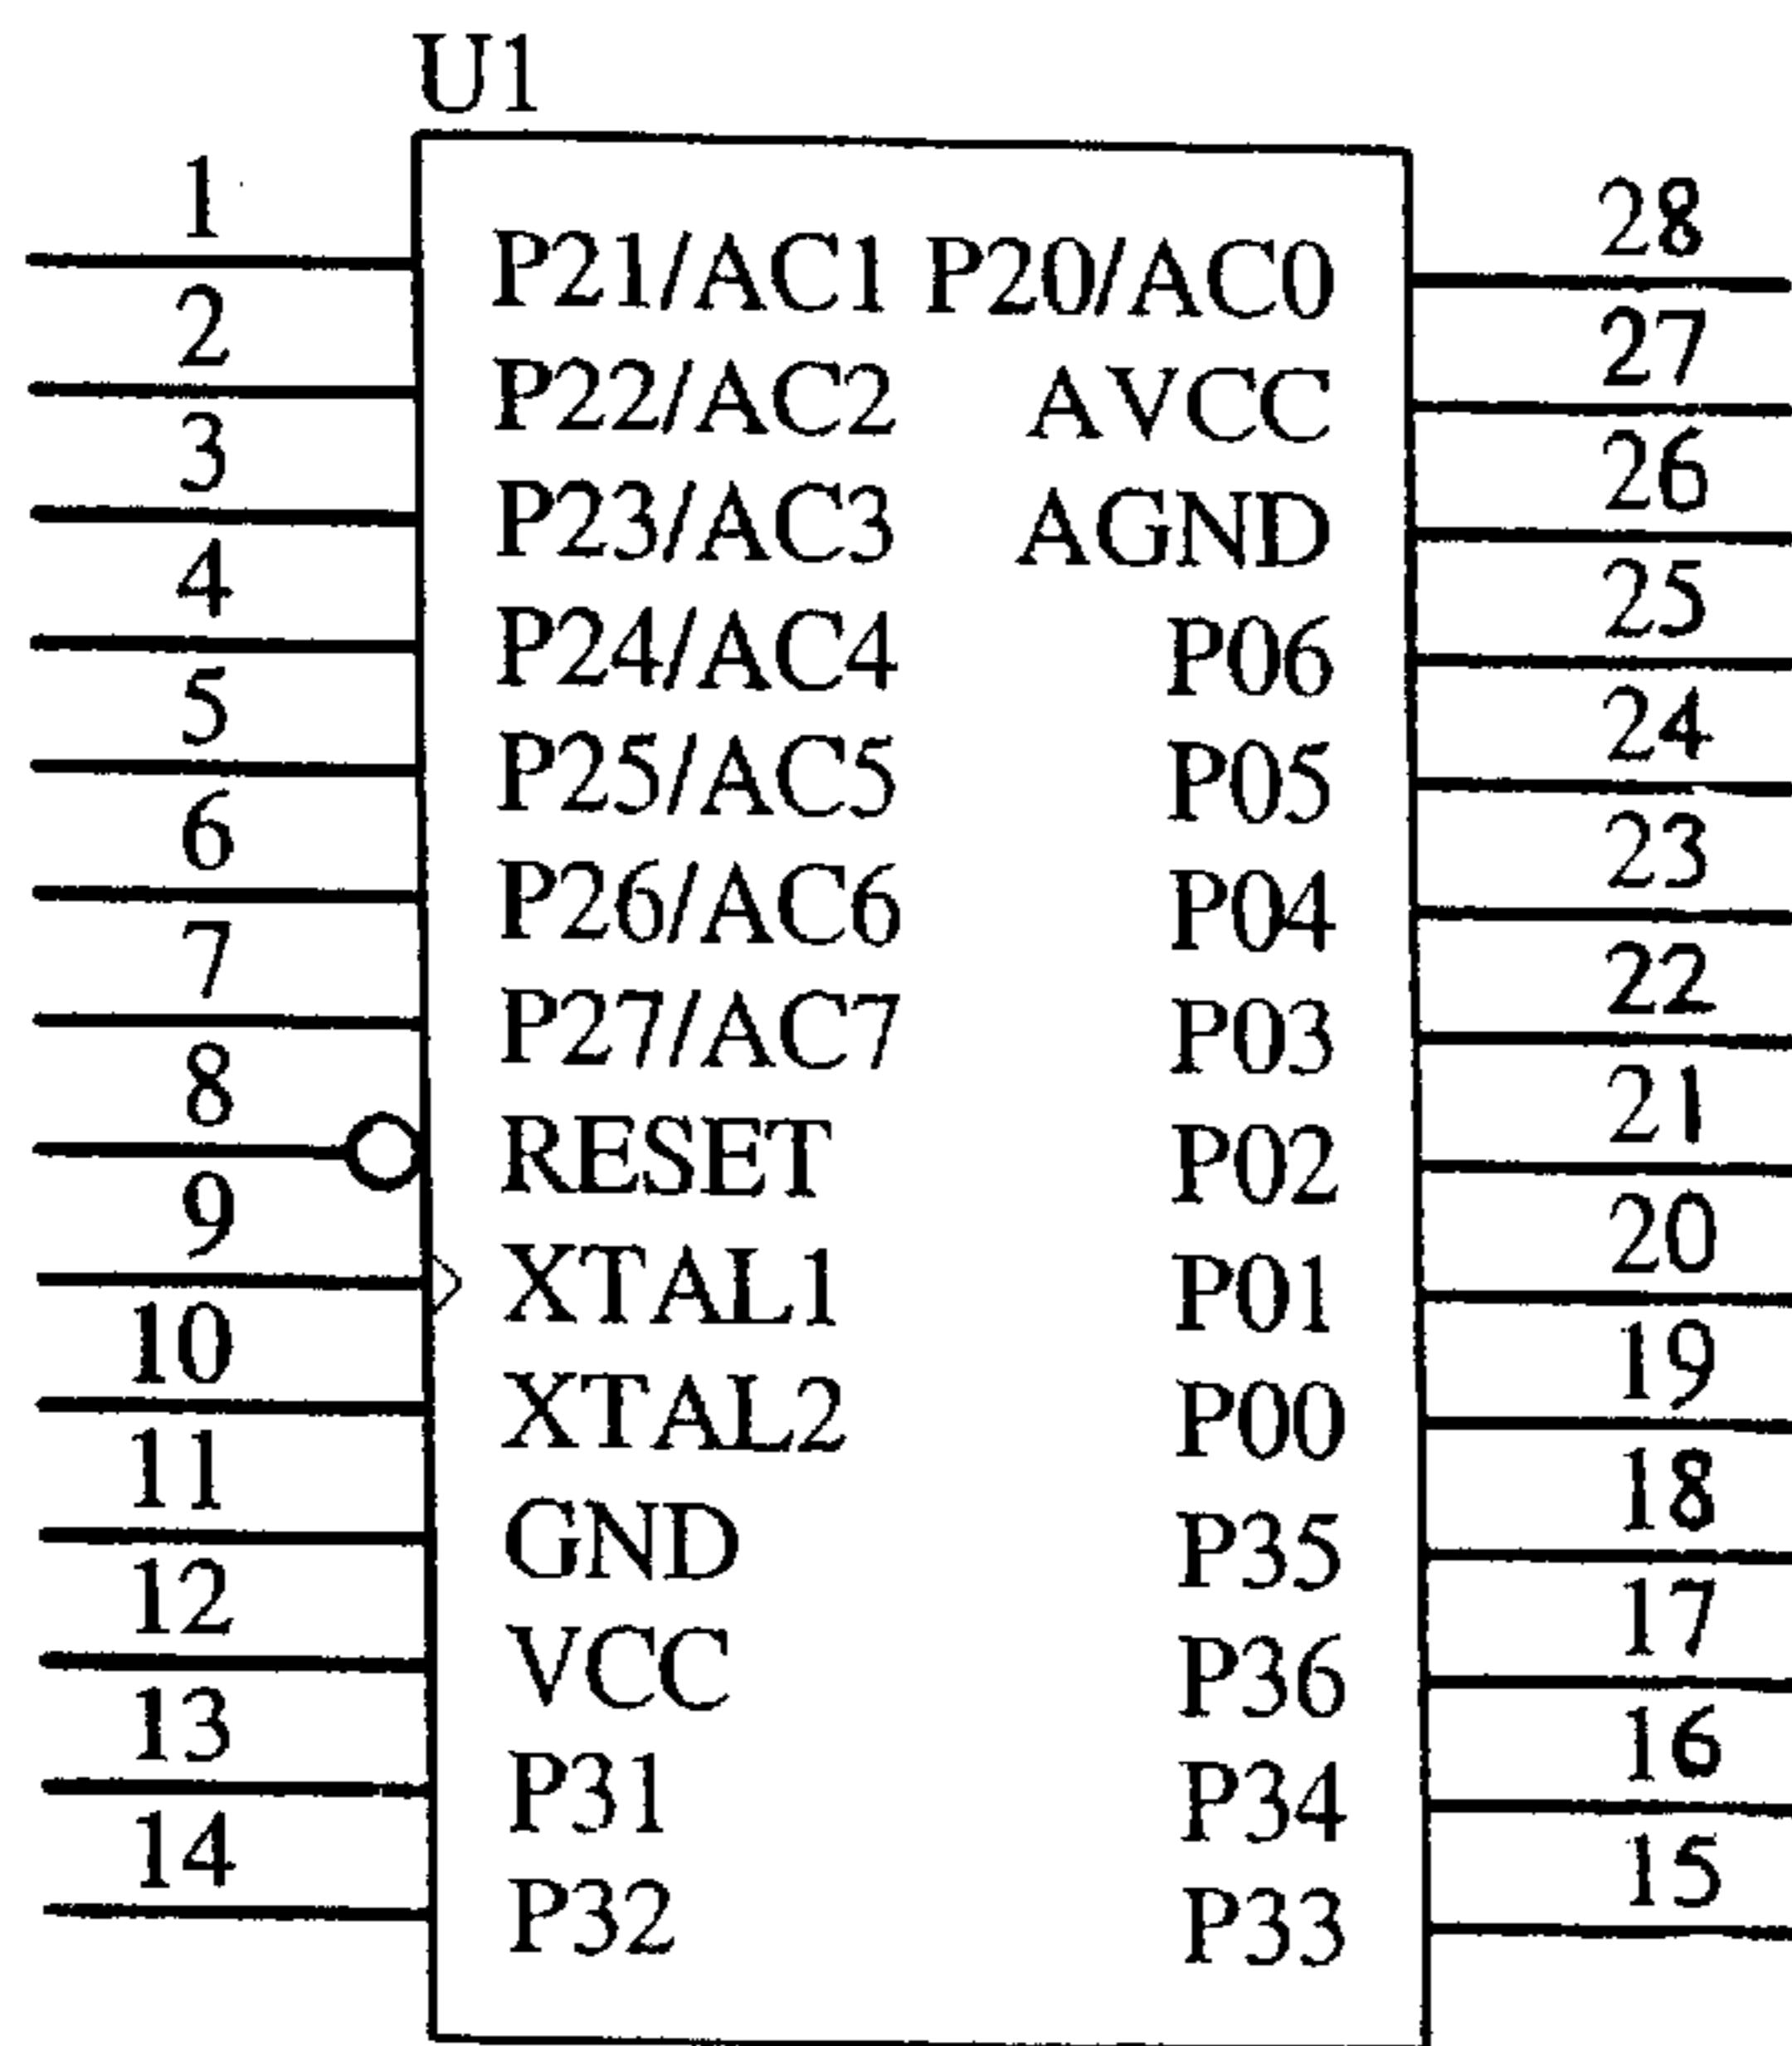 U1
1 P21/AC1 P20/AC0 28
2 P22/AC2 AVCC 27
3 P23/AC3 AGND 26
4 P24/AC4 P06 25
5 P25/AC5 P05 24
6 P26/AC6 P04 23
7 P27/AC7 P03 22
8 RESET P02 21
9 XTAL1 P01 20
10 XTAL2 P00 19
11 GND P35 18
12 VCC P36 17
13 P31 P34 16
14 P32 P33 15